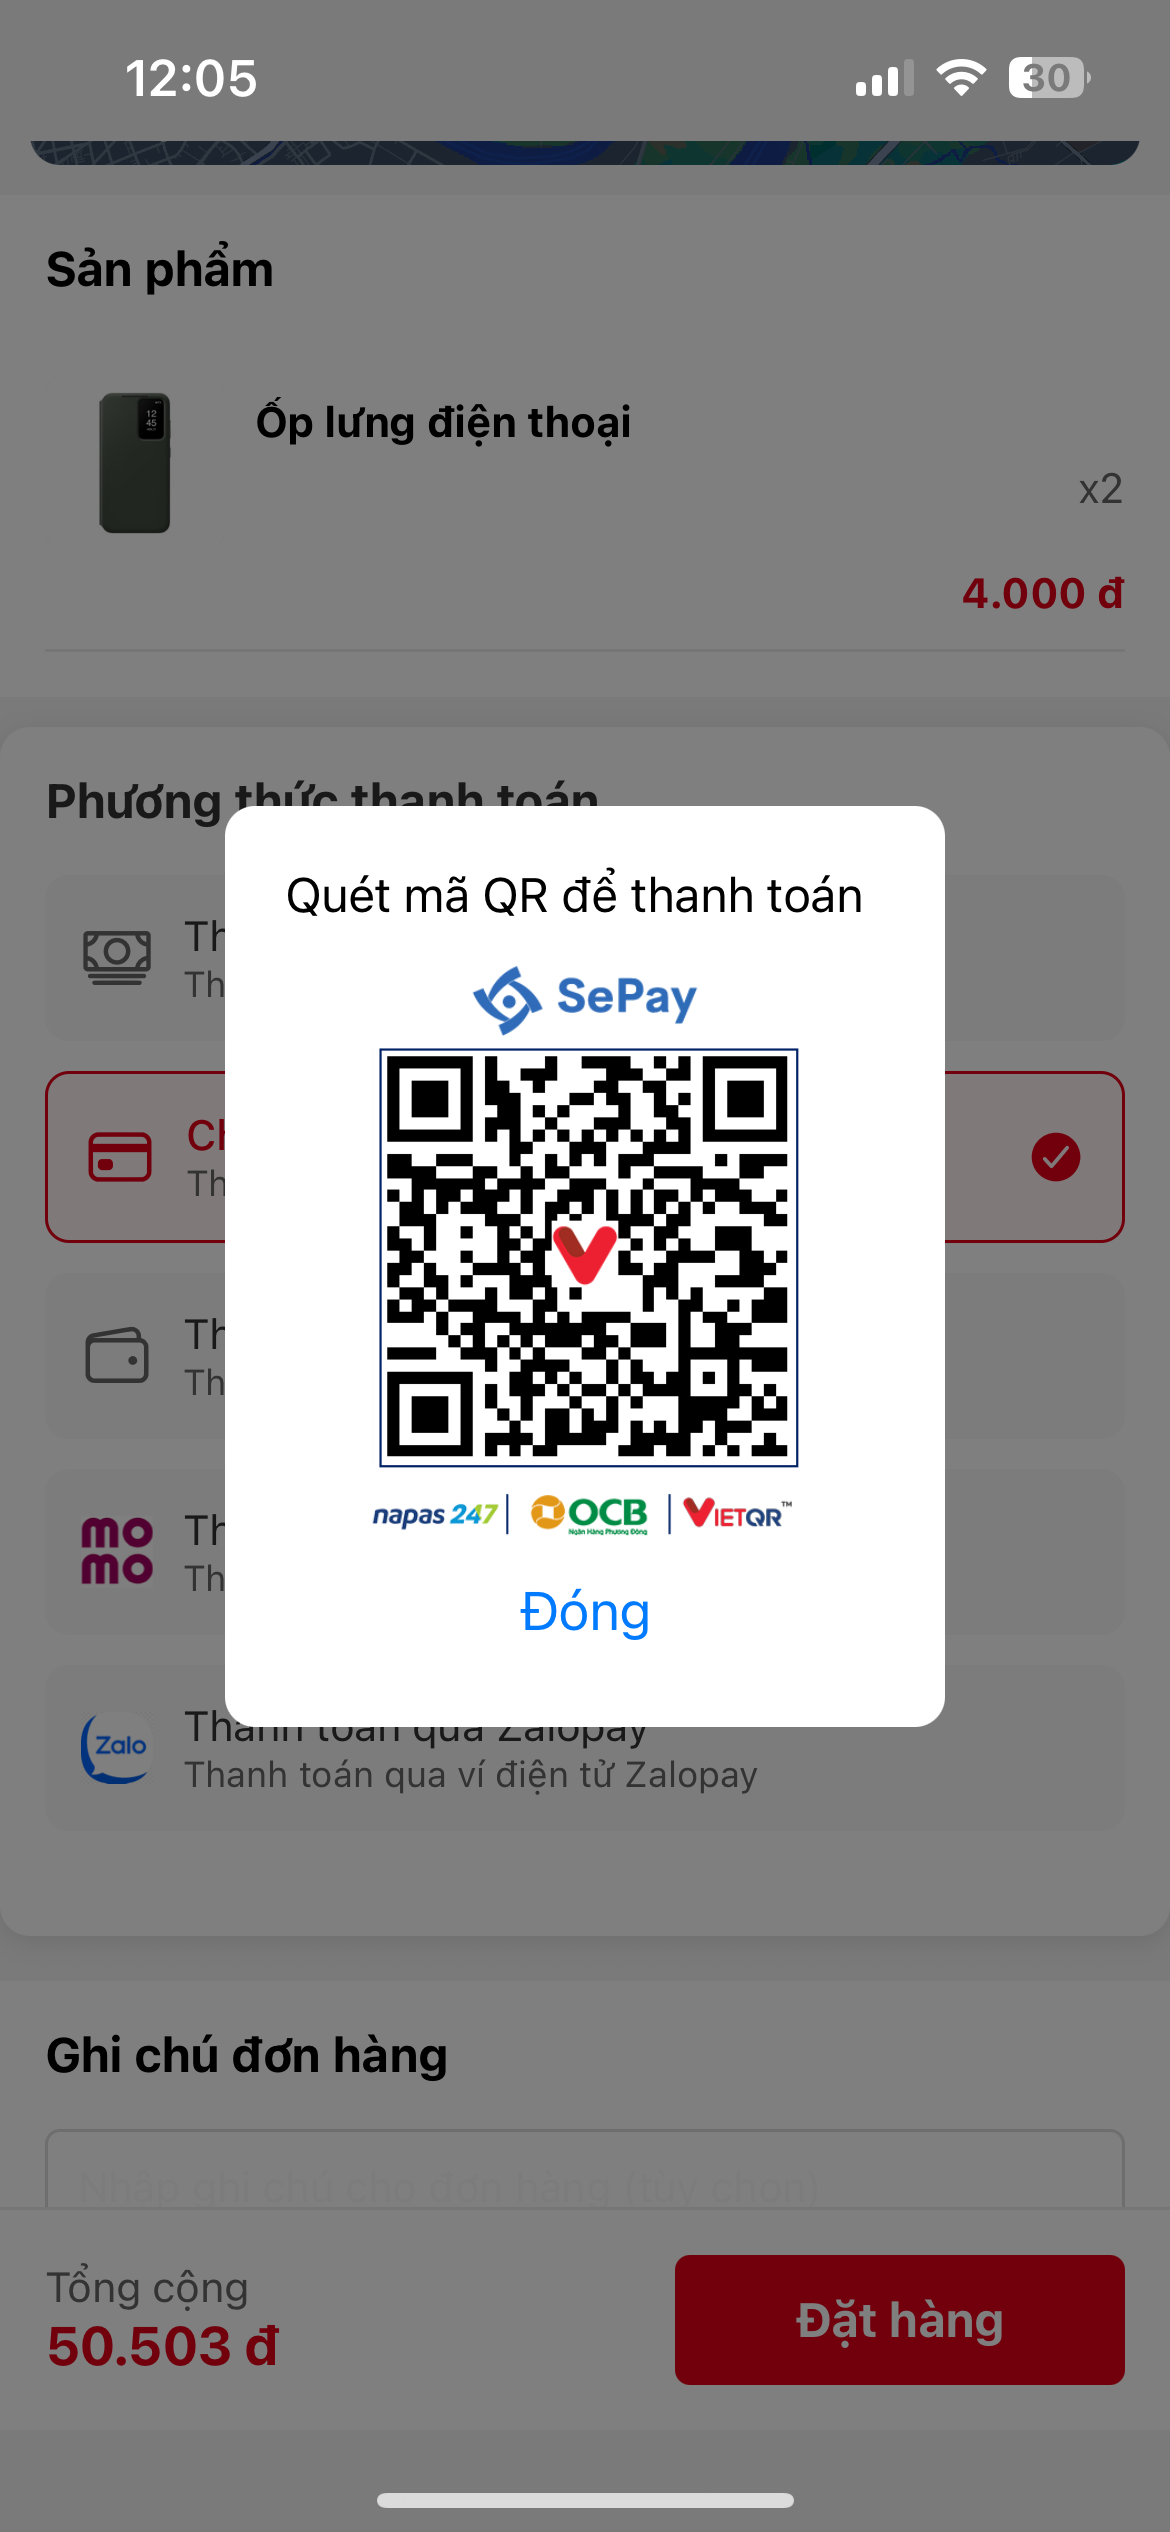 12:05
30
Sản phẩm
12
45
Ốp lưng điện thoại
x2
4.000 đ
Phương thức thanh toán
Quét mã QR để thanh toán
SePay
napas 247
OCB
Ngân Hàng Phương Đông
VIETQR™
Đóng
Th
Th
Ch
Th
Th
Th
mo
mo
Th
Th
Zalo
Thanh toán qua Zalopay
Thanh toán qua ví điện tử Zalopay
Ghi chú đơn hàng
Nhập ghi chú cho đơn hàng (tùy chọn)
Tổng cộng
50.503 đ
Đặt hàng